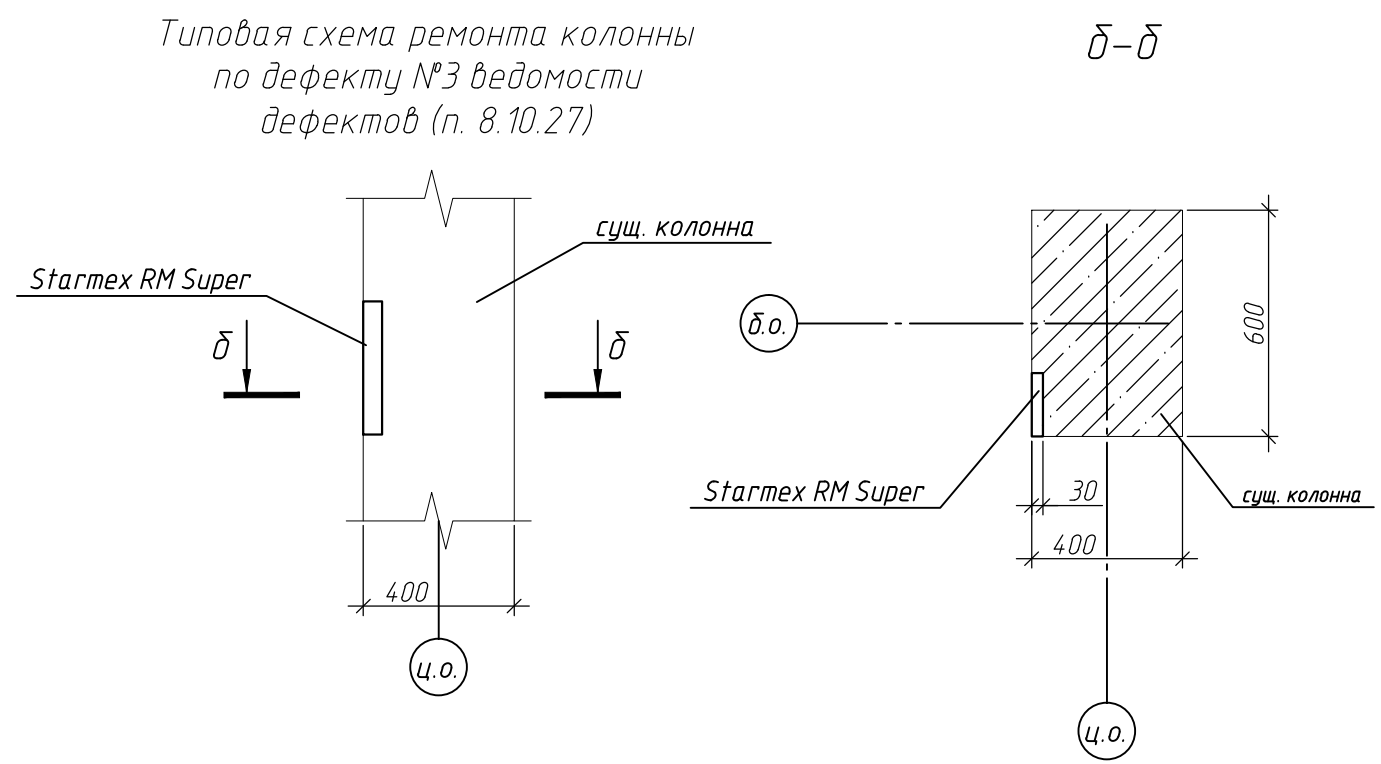 Типовая схема ремонта колонны
по дефекту №3 ведомости
дефектов (п. 8.10.27)
сущ. колонна
Starmex RM Super
б
б
400
ц.о.
б-б
б.о.
600
Starmex RM Super
30
сущ. колонна
400
ц.о.